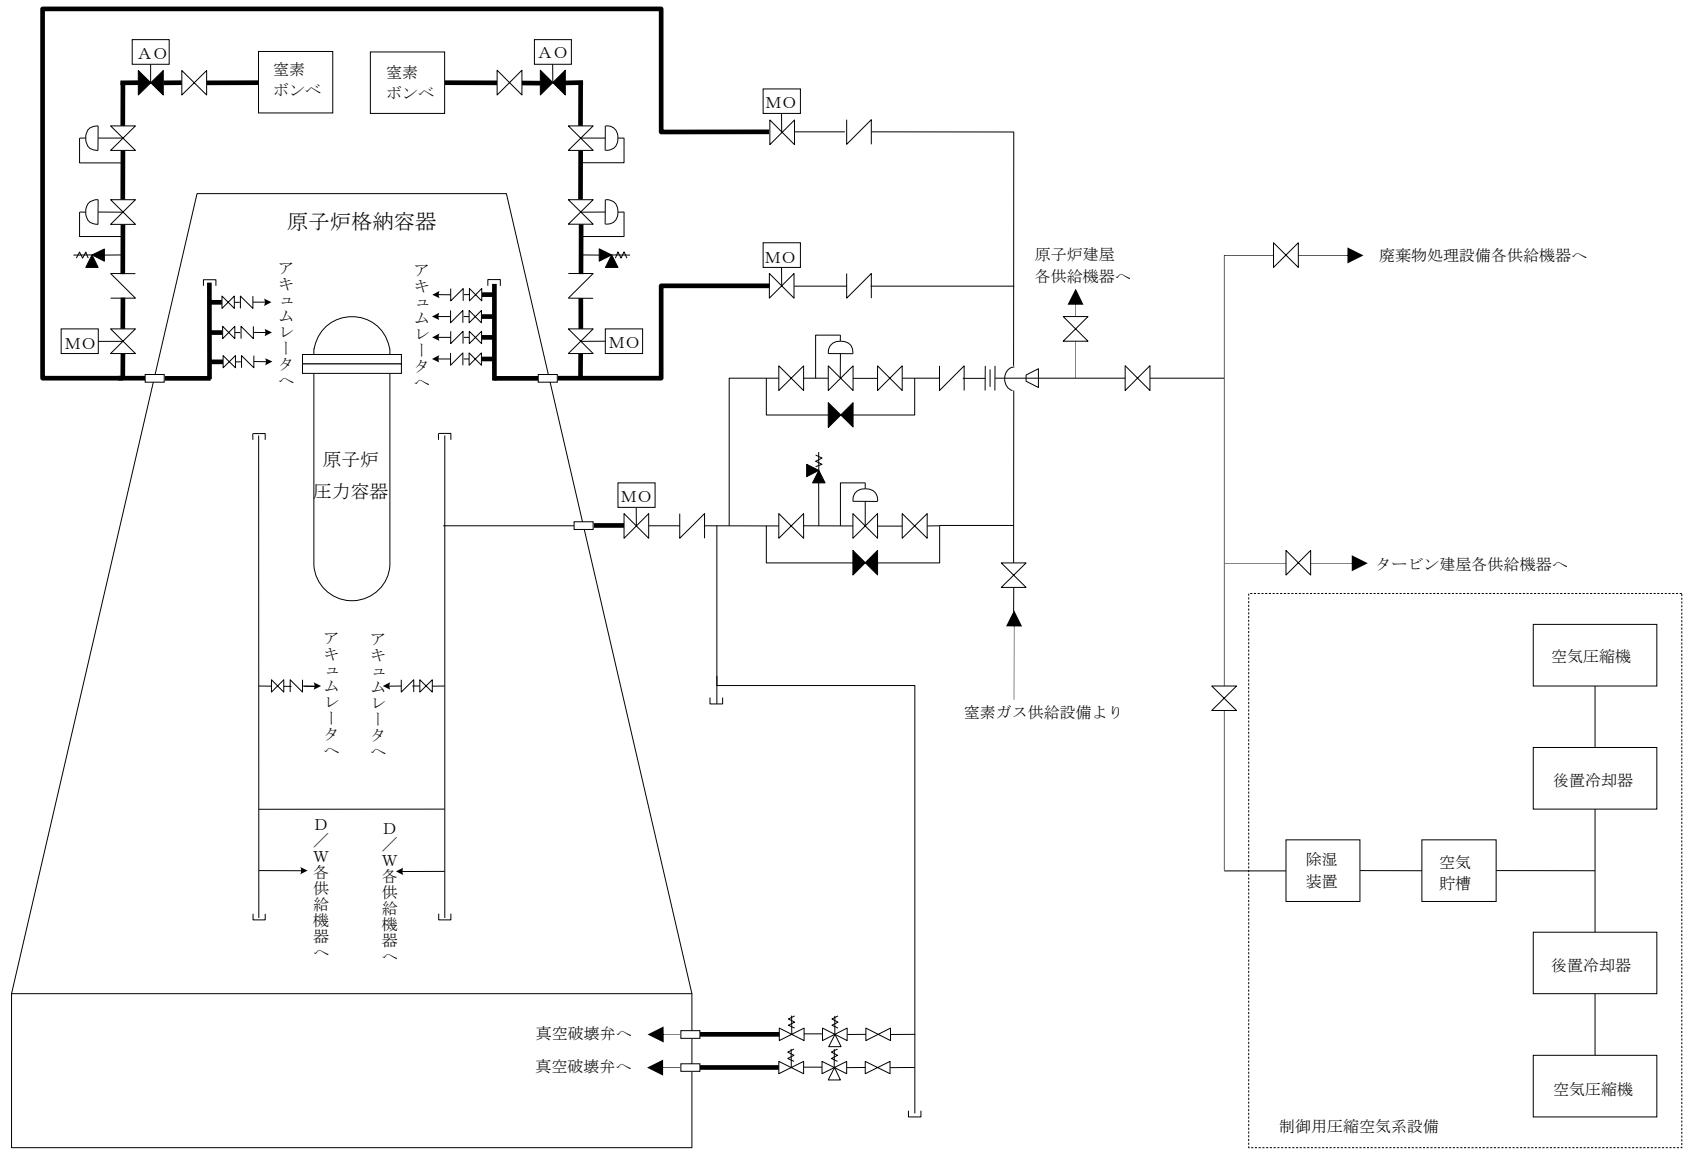 AO
窒素
ボンベ
窒素
ボンベ
AO
MO
原子炉格納容器
MO
原子炉建屋
各供給機器へ
廃棄物処理設備各供給機器へ
アキュムレータへ
アキュムレータへ
MO
MO
原子炉
圧力容器
MO
タービン建屋各供給機器へ
アキュムレータへ
アキュムレータへ
窒素ガス供給設備より
空気圧縮機
後置冷却器
D/W各供給機器へ
D/W各供給機器へ
除湿
装置
空気
貯槽
後置冷却器
真空破壊弁へ
真空破壊弁へ
空気圧縮機
制御用圧縮空気系設備